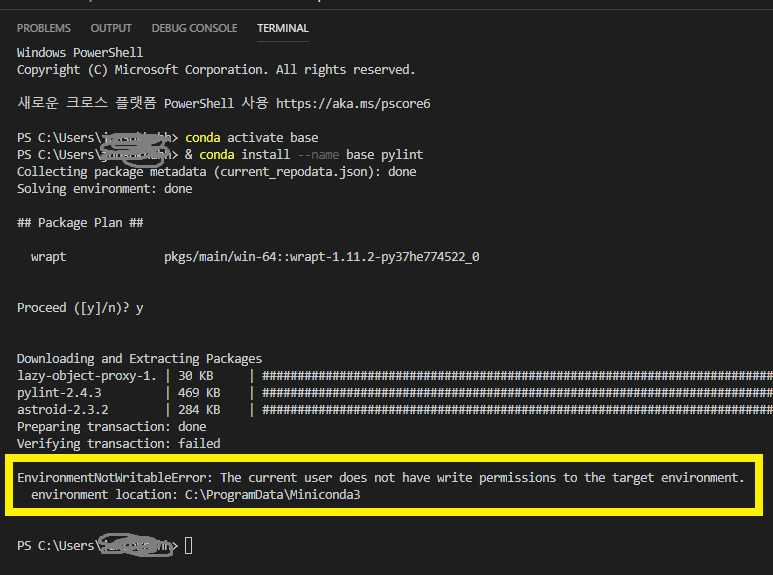 PROBLEMS OUTPUT DEBUG CONSOLE TERMINAL
Windows PowerShell
Copyright (C) Microsoft Corporation. All rights reserved.
새로운 크로스 플랫폼 PowerShell 사용 https://aka.ms/pscore6
PS C:\Users\> conda activate base
PS C:\Users\> & conda install --name base pylint
Collecting package metadata (current_repodata.json): done
Solving environment: done
## Package Plan ##
wrapt pkgs/main/win-64::wrapt-1.11.2-py37he774522_0
Proceed ([y]/n)? y
Downloading and Extracting Packages
lazy-object-proxy-1. | 30 KB | ########################################################################
pylint-2.4.3 | 469 KB | ########################################################################
astroid-2.3.2 | 284 KB | ########################################################################
Preparing transaction: done
Verifying transaction: failed
EnvironmentNotWritableError: The current user does not have write permissions to the target environment.
environment location: C:\ProgramData\Miniconda3
PS C:\Users\>